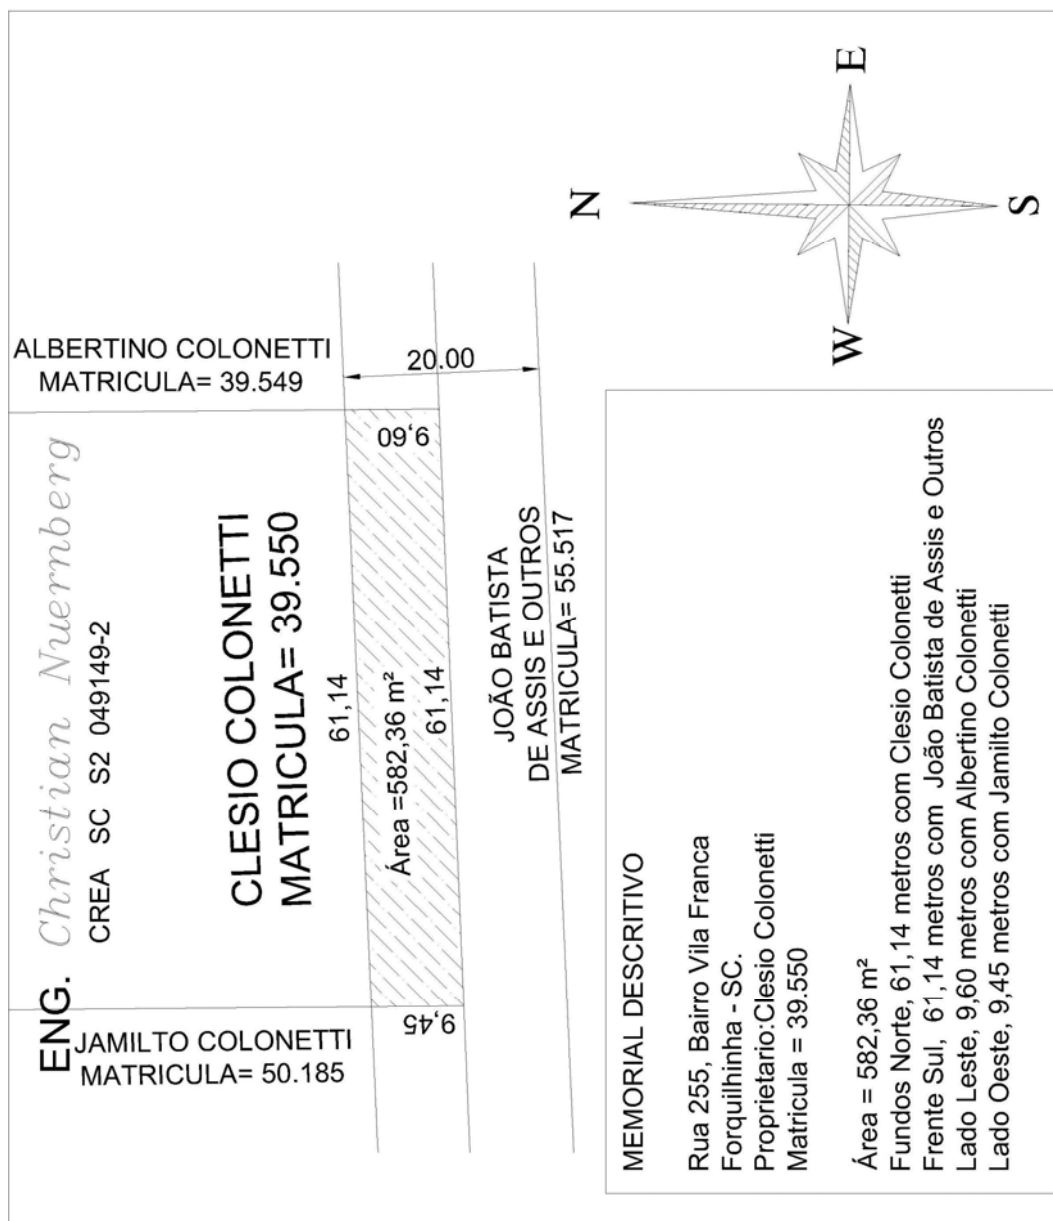 ENG. Christian Nuernberg
CREA SC S2 049149-2
JAMILTO COLONETTI
MATRICULA= 50.185
CLESIO COLONETTI
MATRICULA= 39.550
ALBERTINO COLONETTI
MATRICULA= 39.549
61,14
9,45
Área =582,36 m²
9,60
61,14
20.00
JOÃO BATISTA
DE ASSIS E OUTROS
MATRICULA= 55.517
N
W
E
S
MEMORIAL DESCRITIVO
Rua 255, Bairro Vila Franca
Forquilhinha - SC.
Proprietario:Clesio Colonetti
Matricula = 39.550
Área = 582,36 m²
Fundos Norte, 61,14 metros com Clesio Colonetti
Frente Sul, 61,14 metros com João Batista de Assis e Outros
Lado Leste, 9,60 metros com Albertino Colonetti
Lado Oeste, 9,45 metros com Jamilto Colonetti